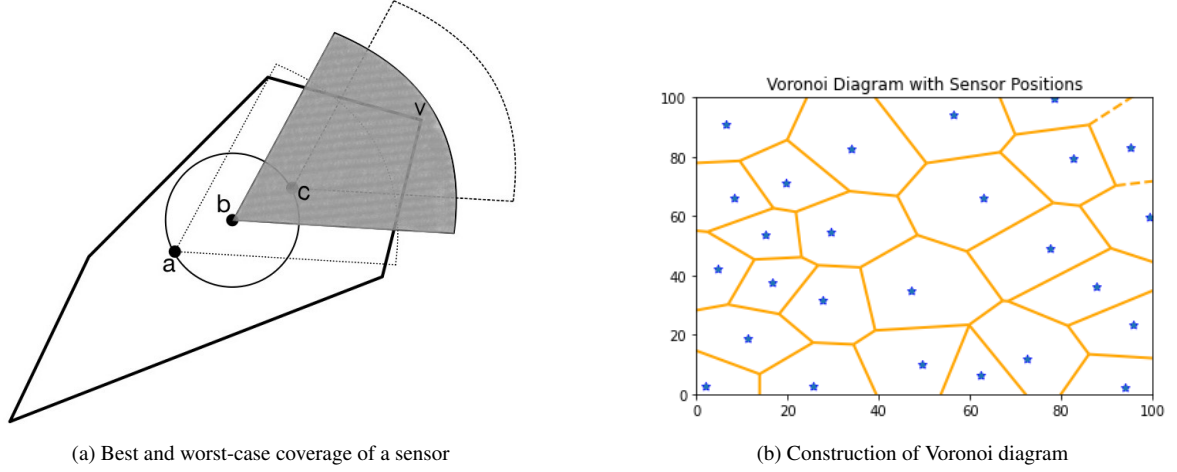 v
c
b
a
(a) Best and worst-case coverage of a sensor
Voronoi Diagram with Sensor Positions
100
80
60
40
20
0
0 20 40 60 80 100
(b) Construction of Voronoi diagram